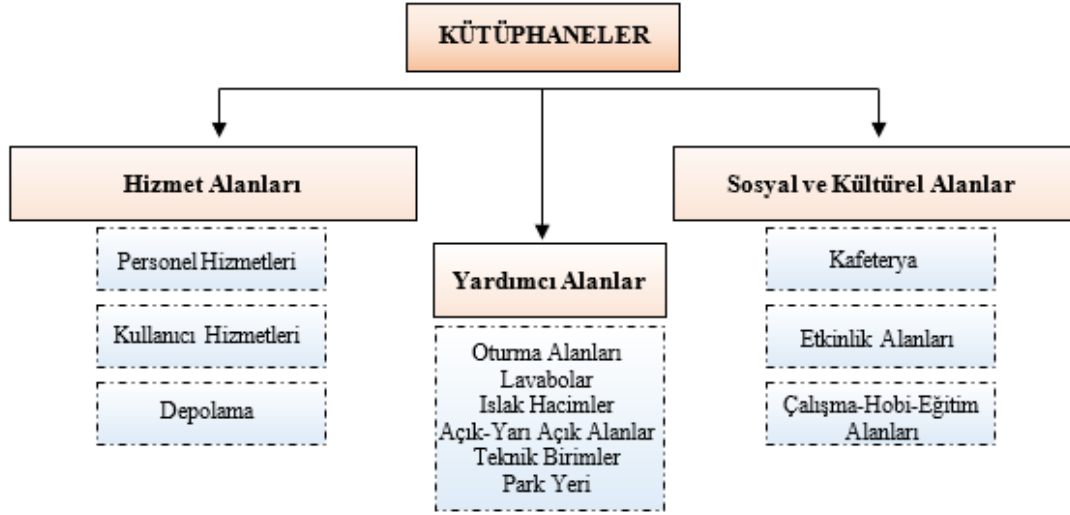 KÜTÜPHANELER
Hizmet Alanları
Personel Hizmetleri
Kullanıcı Hizmetleri
Depolama
Yardımcı Alanlar
Oturma Alanları
Lavabolar
Islak Hacimler
Açık-Yarı Açık Alanlar
Teknik Birimler
Park Yeri
Sosyal ve Kültürel Alanlar
Kafeterya
Etkinlik Alanları
Çalışma-Hobi-Eğitim
Alanları